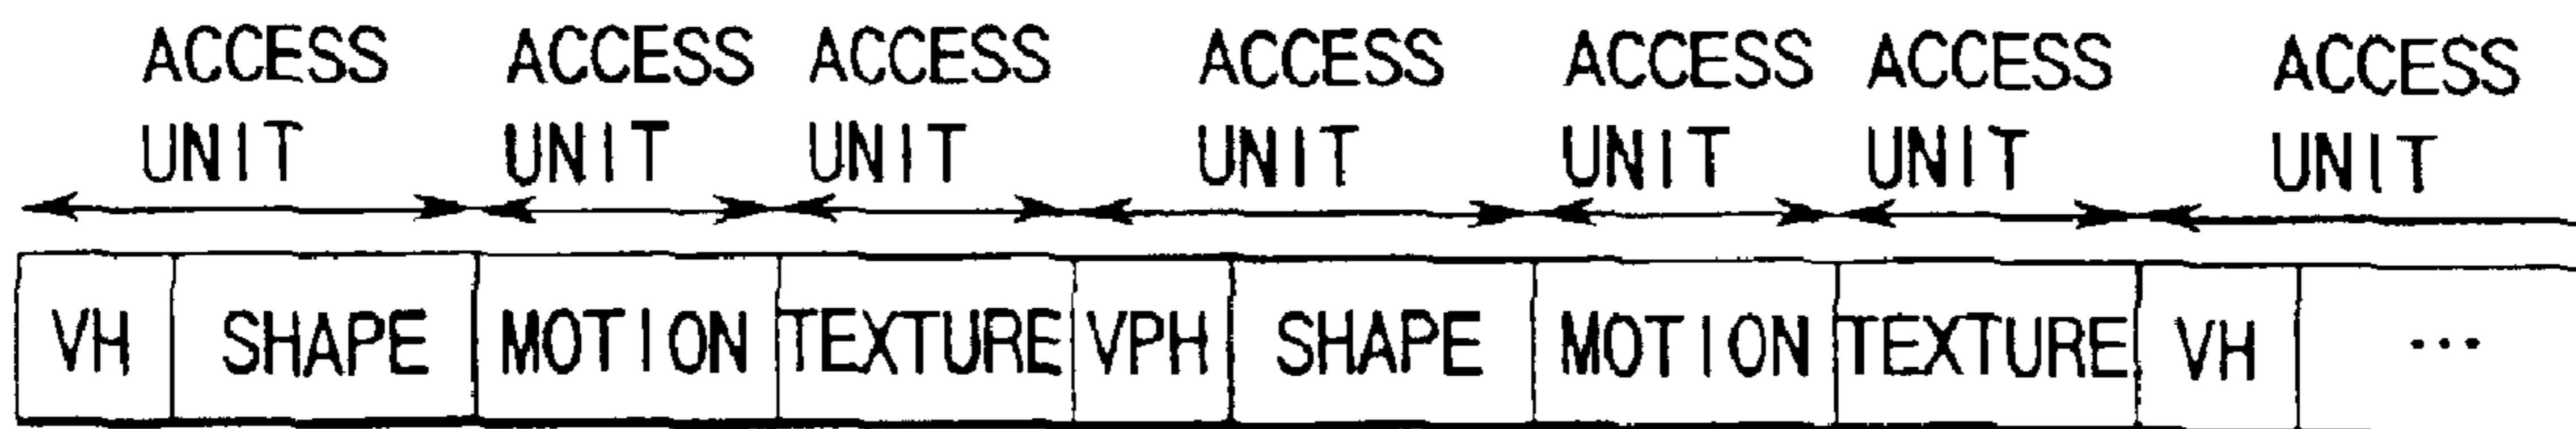 ACCESS ACCESS ACCESS ACCESS ACCESS ACCESS ACCESS
UNIT UNIT UNIT UNIT UNIT UNIT UNIT
VH SHAPE MOTION TEXTURE VPH SHAPE MOTION TEXTURE VH ...